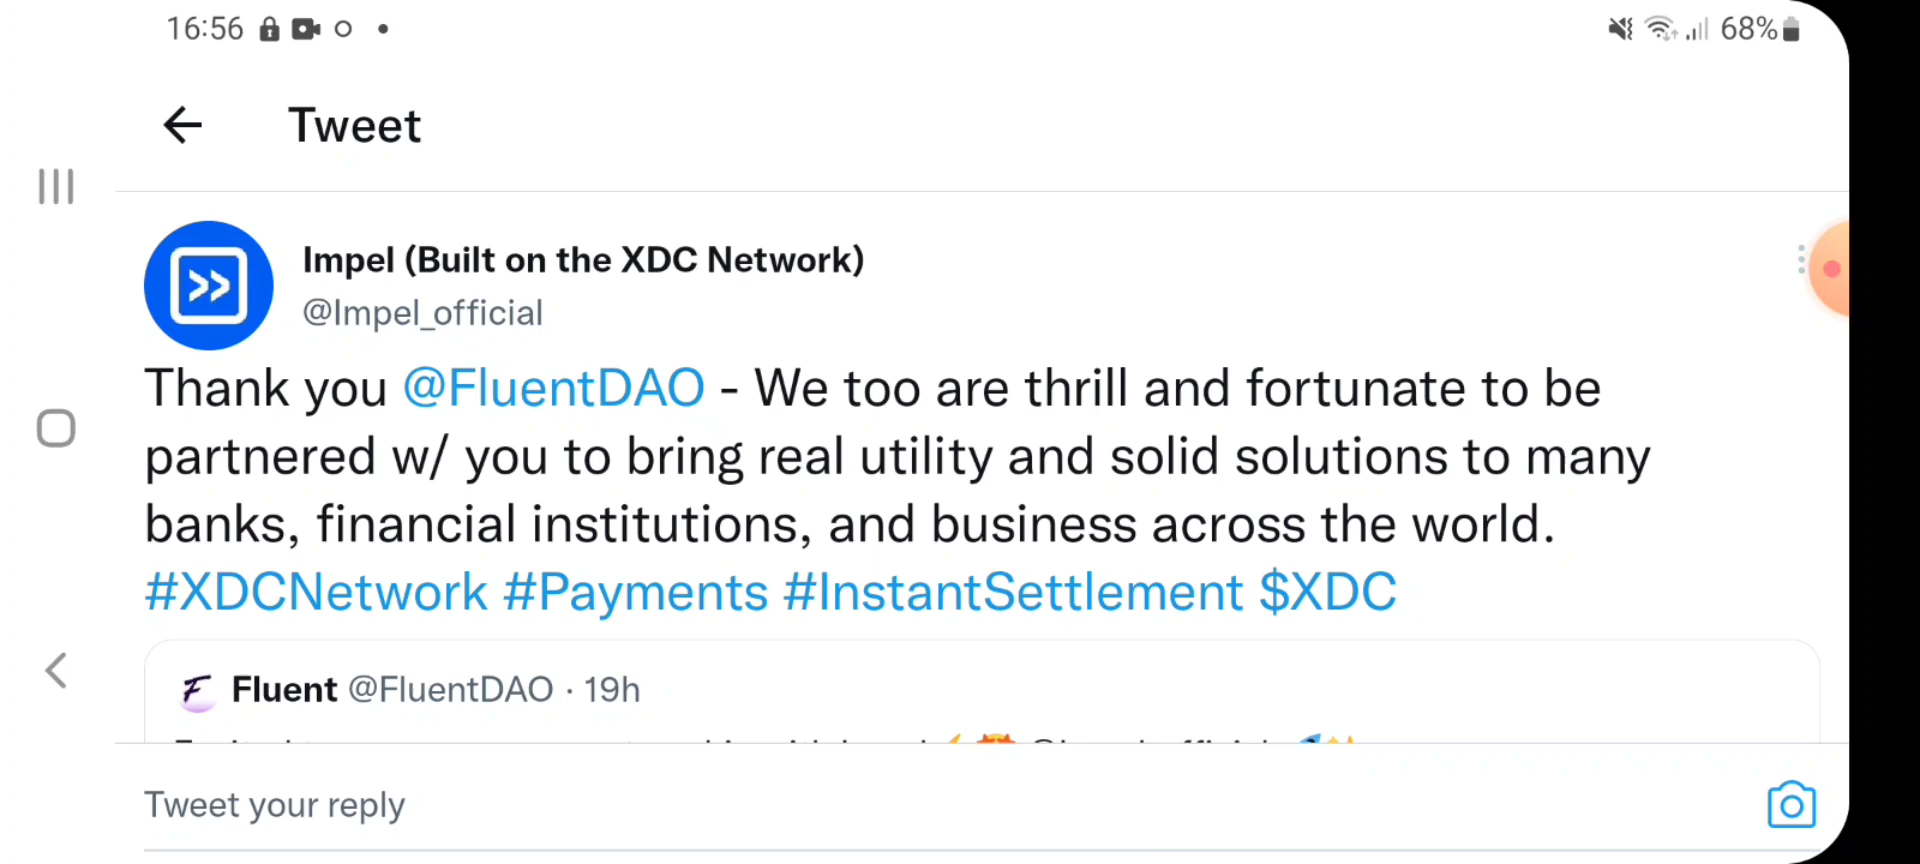 16:56
68%
Tweet
Impel (Built on the XDC Network)
@Impel_official
Thank you @FluentDAO - We too are thrill and fortunate to be
partnered w/ you to bring real utility and solid solutions to many
banks, financial institutions, and business across the world.
#XDCNetwork #Payments #InstantSettlement $XDC
Fluent @FluentDAO · 19h
Tweet your reply